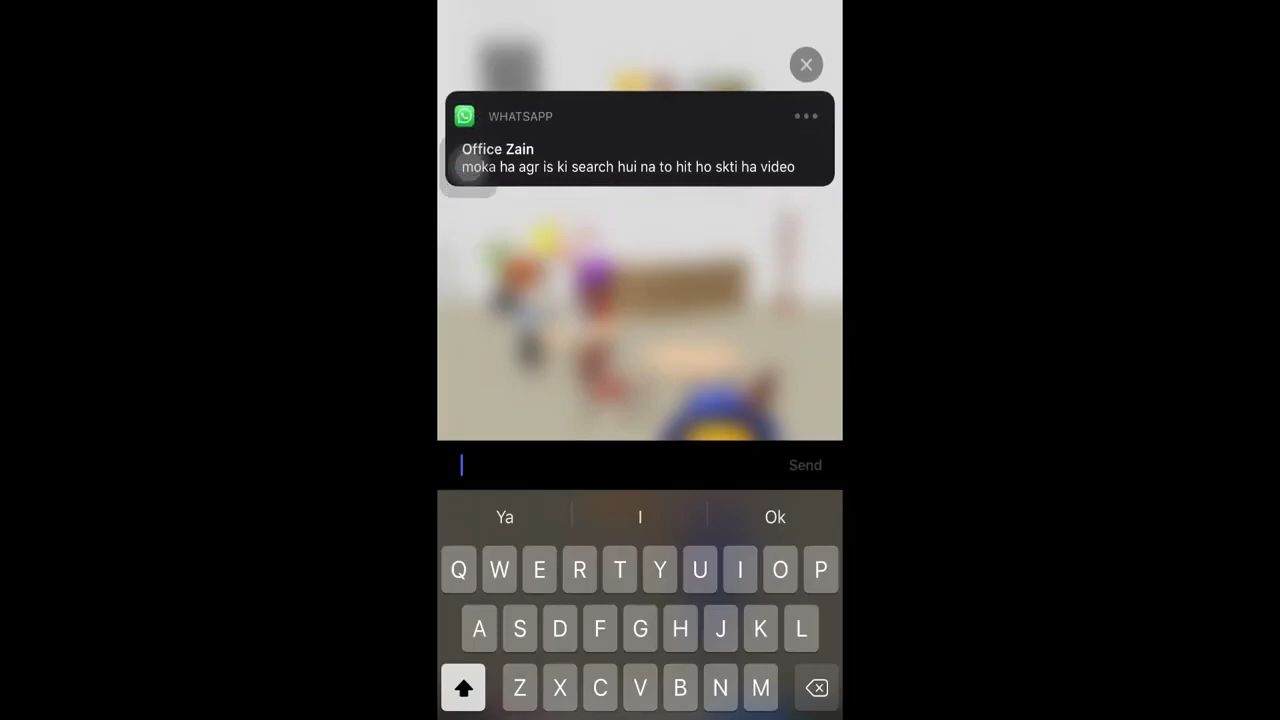 WHATSAPP
Office Zain
moka ha agr is ki search hui na to hit ho skti ha video
Send
Ya I Ok
Q W E R T Y U I O P
A S D F G H J K L
Z X C V B N M